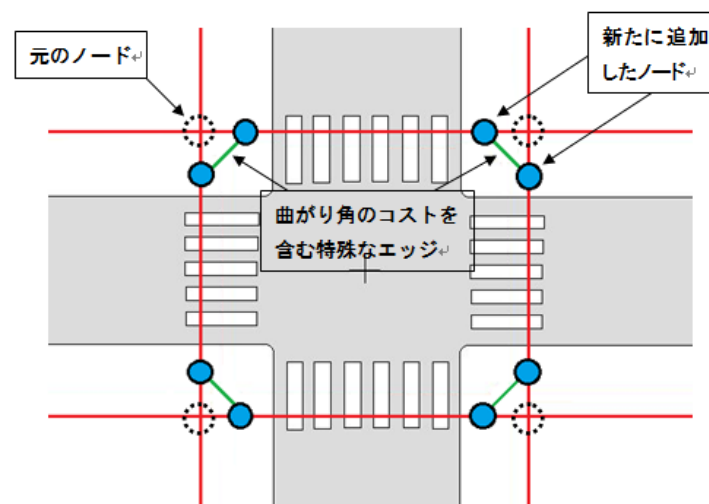 元のノード↵
新たに追加
したノード↵
曲がり角のコストを
含む特殊なエッジ↵